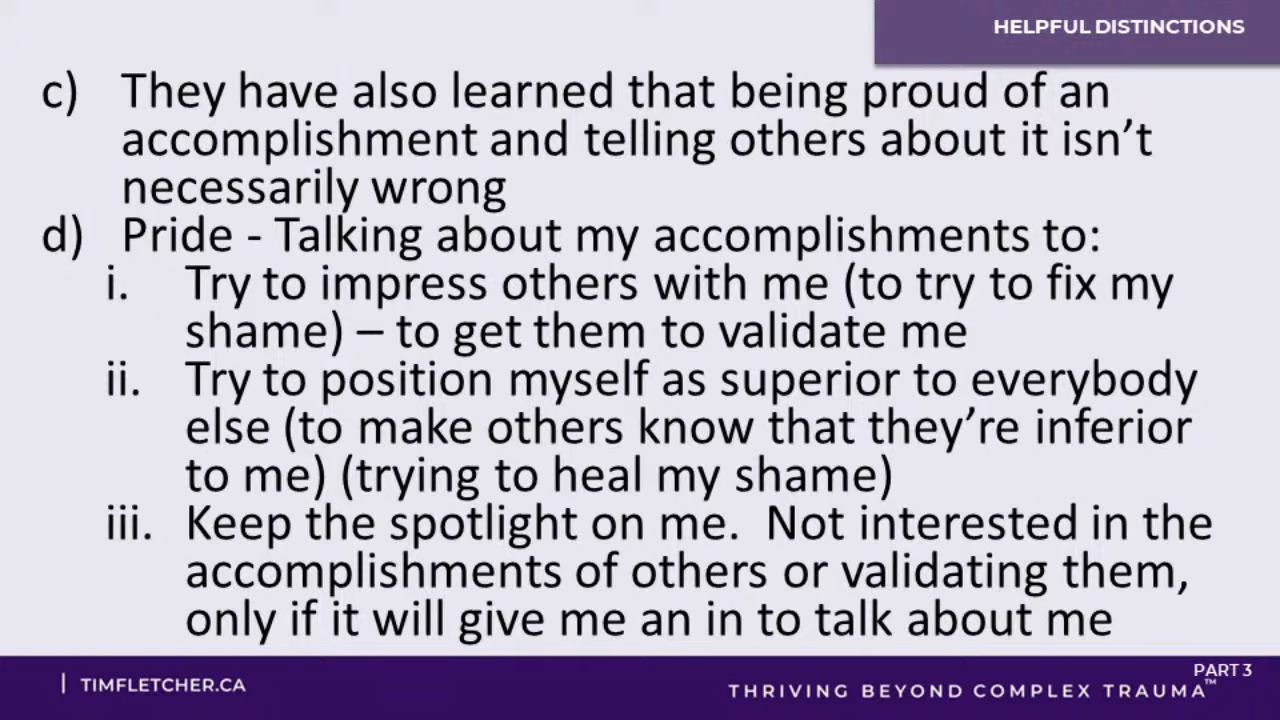 HELPFUL DISTINCTIONS
c) They have also learned that being proud of an
accomplishment and telling others about it isn’t
necessarily wrong
d) Pride - Talking about my accomplishments to:
i. Try to impress others with me (to try to fix my
shame) – to get them to validate me
ii. Try to position myself as superior to everybody
else (to make others know that they’re inferior
to me) (trying to heal my shame)
iii. Keep the spotlight on me.  Not interested in the
accomplishments of others or validating them,
only if it will give me an in to talk about me
| TIMFLETCHER.CA
PART 3
THRIVING BEYOND COMPLEX TRAUMA™